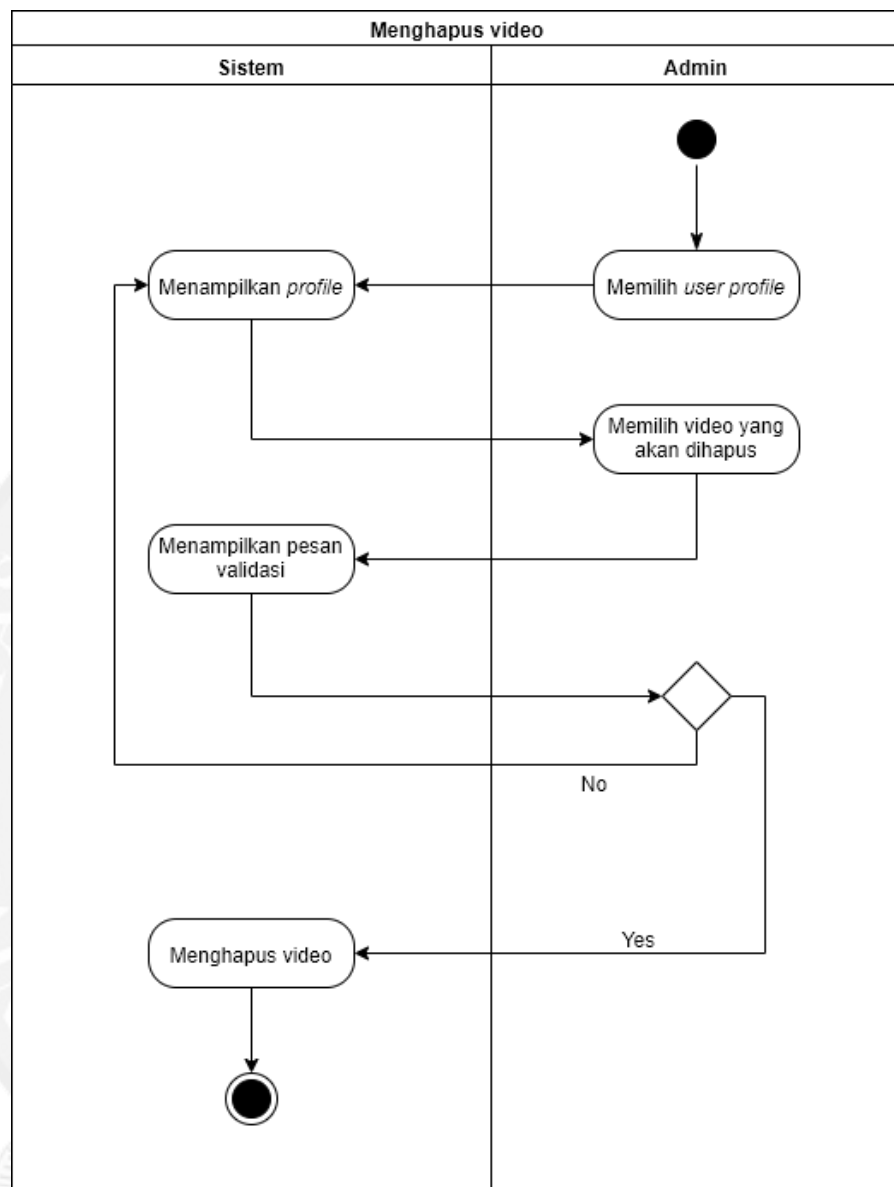 Menghapus video
Sistem
Admin
Menampilkan profile
Memilih user profile
Memilih video yang
akan dihapus
Menampilkan pesan
validasi
No
Yes
Menghapus video